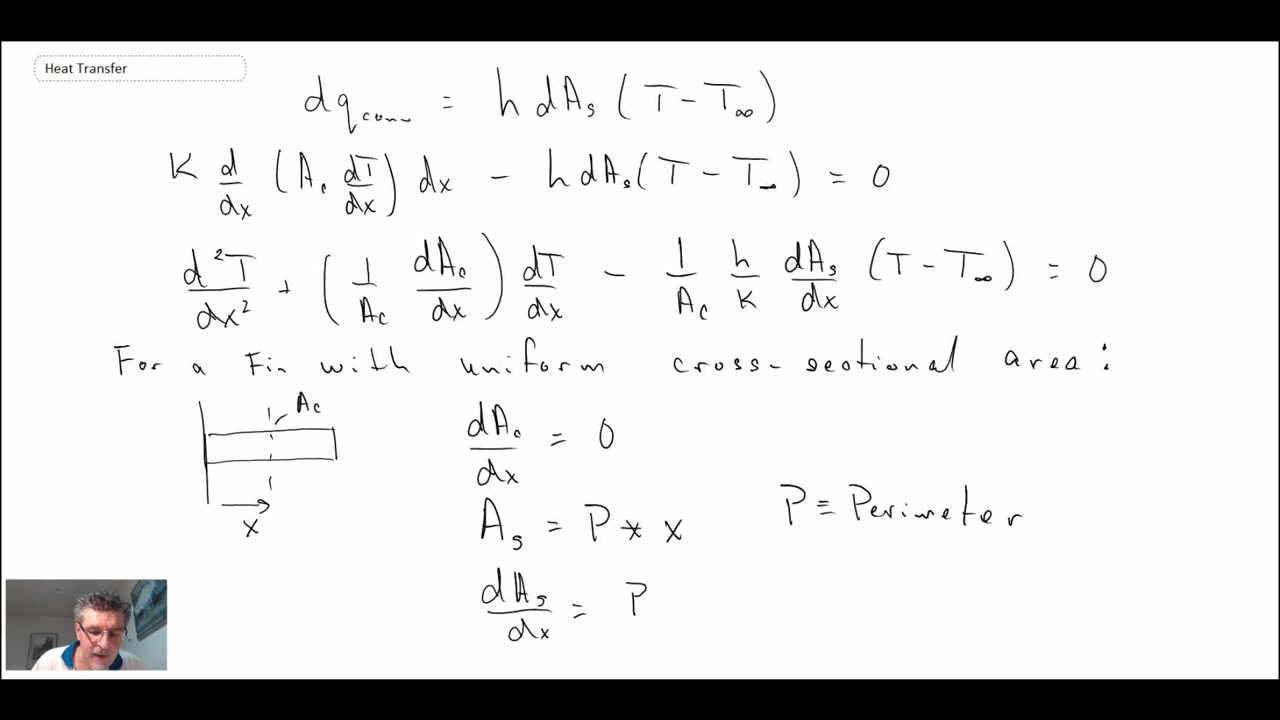 Heat Transfer
dq_conv = h dA_s (T - T_∞)
K d/dx (A_c dT/dx) dx - h dA_s (T - T_∞) = 0
d²T/dx² + (1/A_c dA_c/dx) dT/dx - 1/A_c h/K dA_s/dx (T - T_∞) = 0
For a Fin with uniform cross-sectional area:
A_c
dA_c/dx = 0
x
A_s = P * x
P ≡ Perimeter
dA_s/dx = P